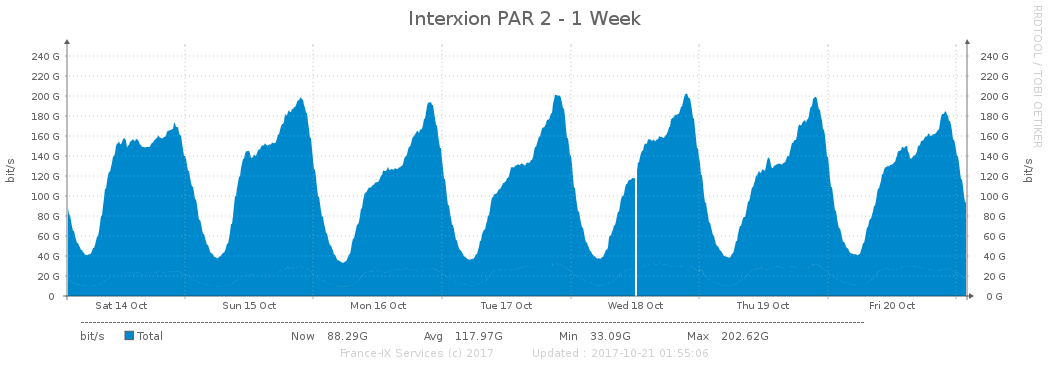 Interxion PAR 2 - 1 Week
RRDTOOL / TOBI OETIKER
240 G 240 G
220 G 220 G
200 G 200 G
180 G 180 G
160 G 160 G
140 G 140 G
120 G 120 G
100 G 100 G
80 G 80 G
60 G 60 G
40 G 40 G
20 G 20 G
0 0 G
bit/s
bit/s
Sat 14 Oct Sun 15 Oct Mon 16 Oct Tue 17 Oct Wed 18 Oct Thu 19 Oct Fri 20 Oct
bit/s Total Now 88.29G Avg 117.97G Min 33.09G Max 202.62G
France-IX Services (c) 2017 Updated : 2017-10-21 01:55:06